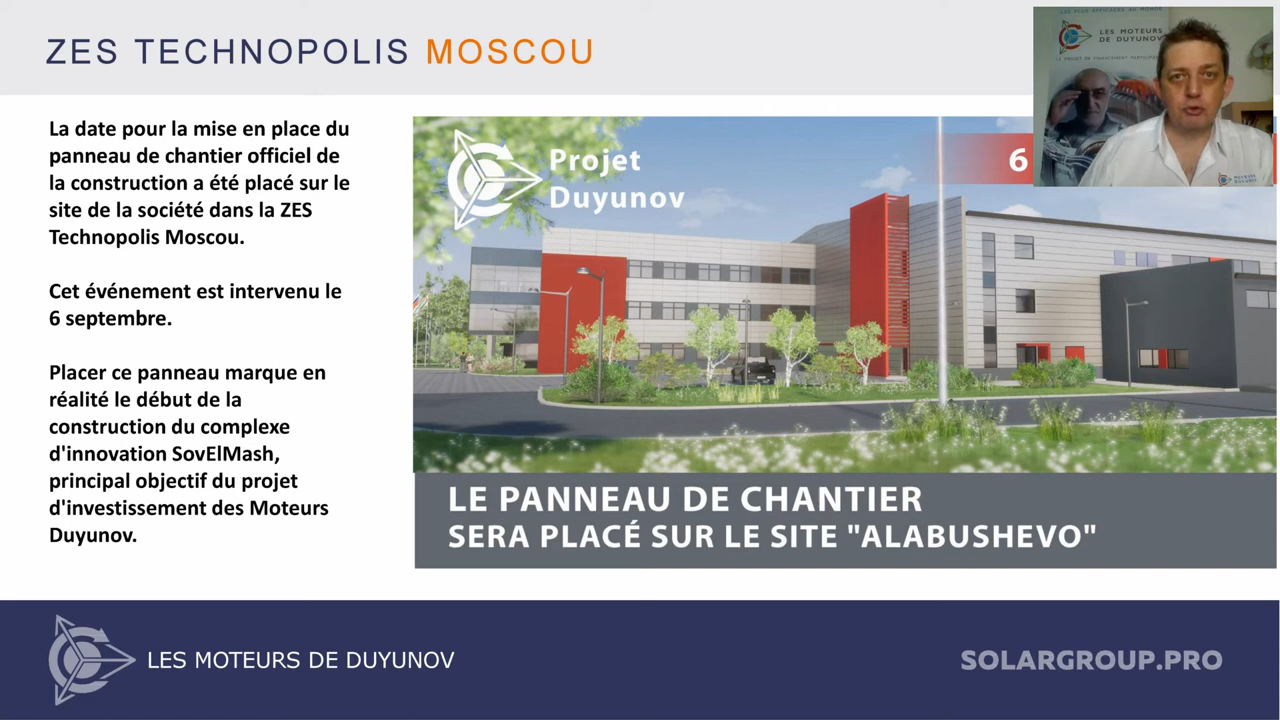 ZES TECHNOPOLIS MOSCOU
La date pour la mise en place du
panneau de chantier officiel de
la construction a été placé sur le
site de la société dans la ZES
Technopolis Moscou.
Cet événement est intervenu le
6 septembre.
Placer ce panneau marque en
réalité le début de la
construction du complexe
d'innovation SovElMash,
principal objectif du projet
d'investissement des Moteurs
Duyunov.
Projet
Duyunov
6
LES MOTEURS
DE DUYUNOV
LE PANNEAU DE CHANTIER
SERA PLACÉ SUR LE SITE "ALABUSHEVO"
LES MOTEURS DE DUYUNOV
SOLARGROUP.PRO